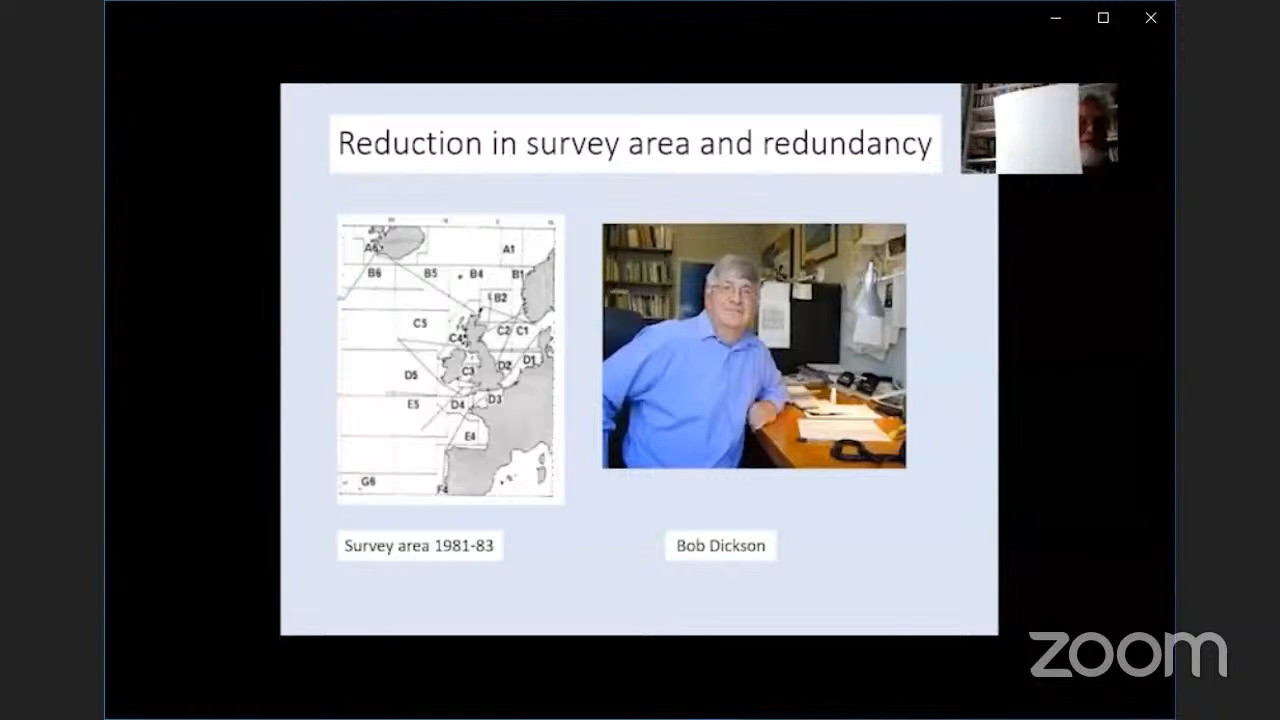 Reduction in survey area and redundancy
A6
A1
B6
B5
B4
B1
B2
C5
C4
C2
C1
C3
D2
D1
D5
E5
D4
D3
E4
G6
F4
Survey area 1981-83
Bob Dickson
zoom